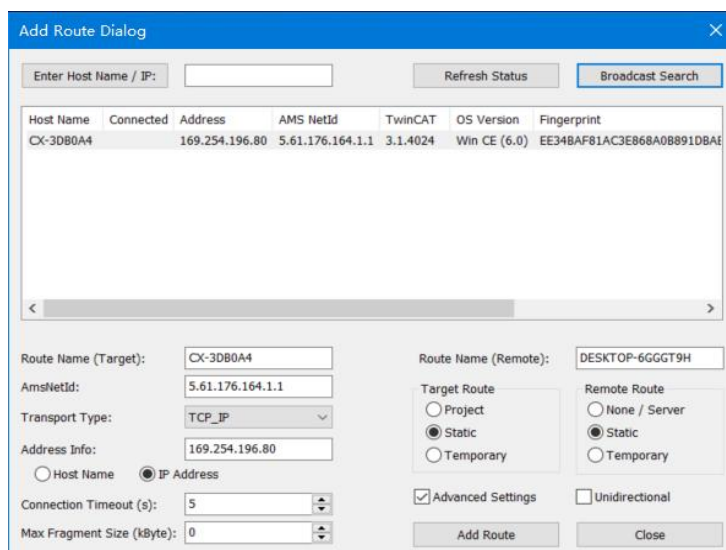 Add Route Dialog
Enter Host Name / IP: Refresh Status Broadcast Search
Host Name Connected Address AMS NetId TwinCAT OS Version Fingerprint
CX-3DB0A4 169.254.196.80 5.61.176.164.1.1 3.1.4024 Win CE (6.0)
Route Name (Target): CX-3DB0A4 Route Name (Remote): DESKTOP-6GGGT9H
AmsNetId: 5.61.176.164.1.1 Target Route Remote Route
Project None / Server
Transport Type: TCP_IP Static Static
Address Info: 169.254.196.80 Temporary Temporary
Host Name IP Address
Connection Timeout (s): 5 Advanced Settings Unidirectional
Max Fragment Size (kByte): 0 Add Route Close